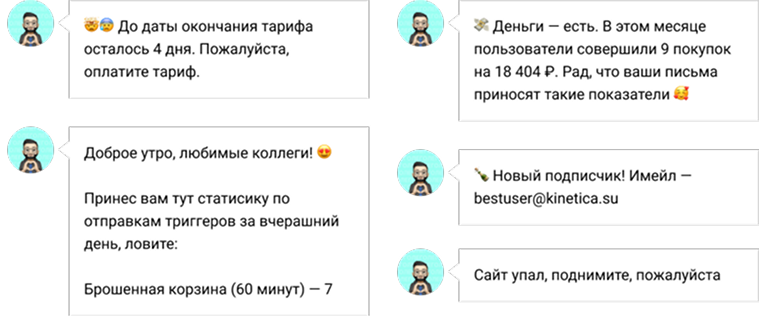 🤯😰 До даты окончания тарифа
осталось 4 дня. Пожалуйста,
оплатите тариф.
Доброе утро, любимые коллеги! 😍
Принес вам тут статисику по
отправкам триггеров за вчерашний
день, ловите:
Брошенная корзина (60 минут) — 7
💸 Деньги — есть. В этом месяце
пользователи совершили 9 покупок
на 18 404 ₽. Рад, что ваши письма
приносят такие показатели 🥰
🍾 Новый подписчик! Имейл —
bestuser@kinetica.su
Сайт упал, поднимите, пожалуйста